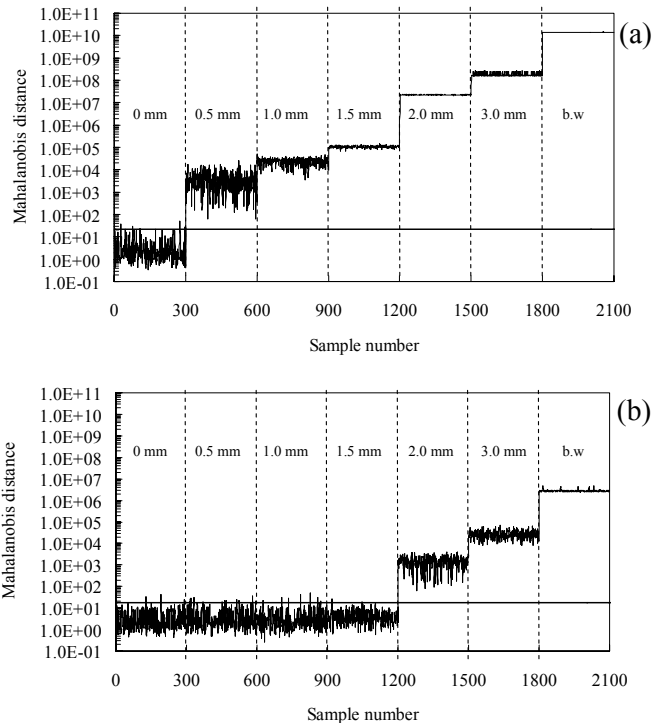 (a)
1.0E+11
1.0E+10
1.0E+09
1.0E+08
1.0E+07
1.0E+06
1.0E+05
1.0E+04
1.0E+03
1.0E+02
1.0E+01
1.0E+00
1.0E-01
Mahalanobis distance
0 mm 0.5 mm 1.0 mm 1.5 mm 2.0 mm 3.0 mm b.w
0 300 600 900 1200 1500 1800 2100
Sample number
(b)
1.0E+11
1.0E+10
1.0E+09
1.0E+08
1.0E+07
1.0E+06
1.0E+05
1.0E+04
1.0E+03
1.0E+02
1.0E+01
1.0E+00
1.0E-01
Mahalanobis distance
0 mm 0.5 mm 1.0 mm 1.5 mm 2.0 mm 3.0 mm b.w
0 300 600 900 1200 1500 1800 2100
Sample number